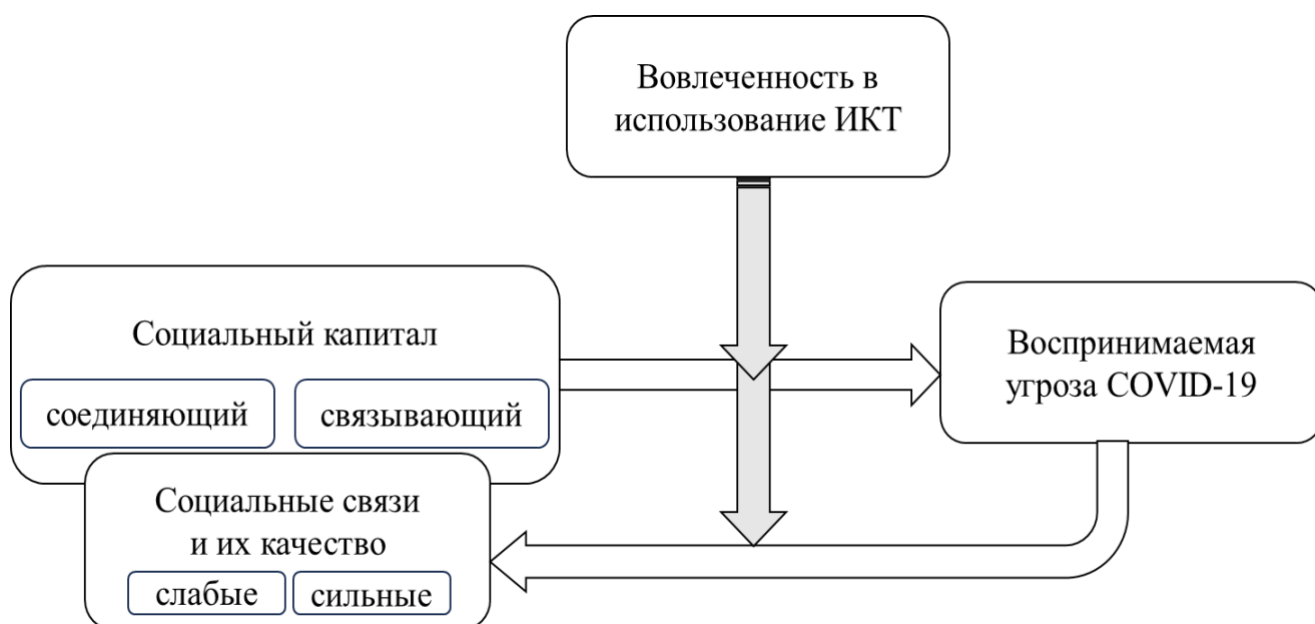 Вовлеченность в
использование ИКТ
Социальный капитал
соединяющий
связывающий
Воспринимаемая
угроза COVID-19
Социальные связи
и их качество
слабые
сильные